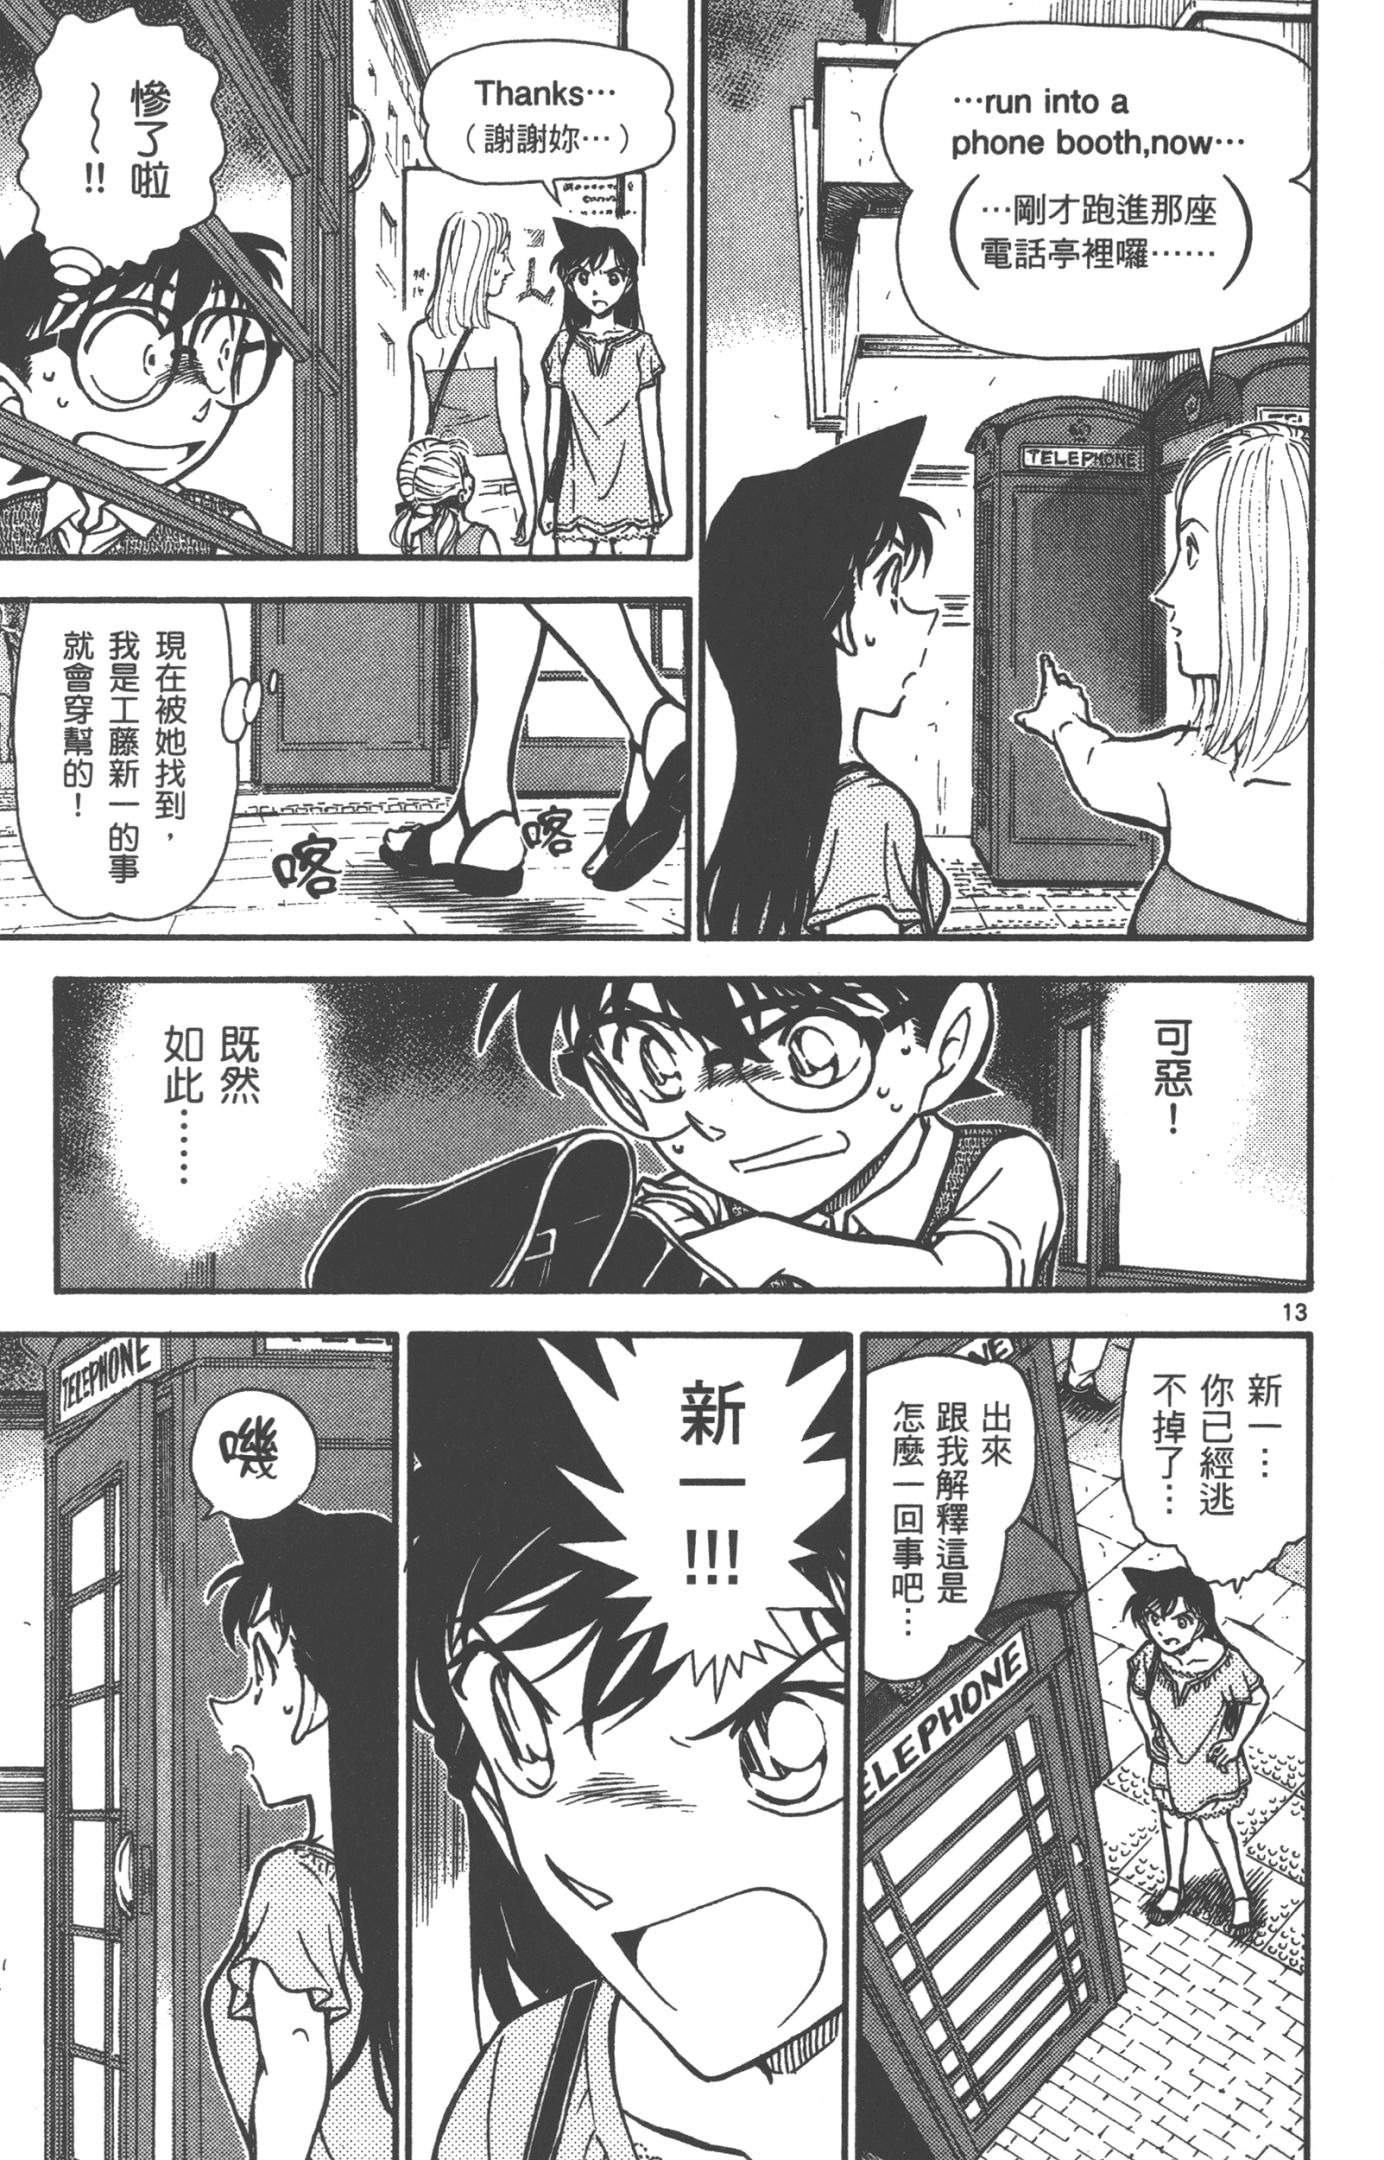 …run into a
phone booth,now…
(…剛才跑進那座
電話亭裡囉……)
TELEPHONE
Thanks…
(謝謝妳…)
慘了啦
~~!!
喀
喀
現在被她找到,
我是工藤新一的事
就會穿幫的!
可惡!
既然
如此……
13
新一…
你已經逃
不掉了…
出來
跟我解釋這是
怎麼一回事吧…
ELEPHONE
新一!!!
嘰
TELEPHONE